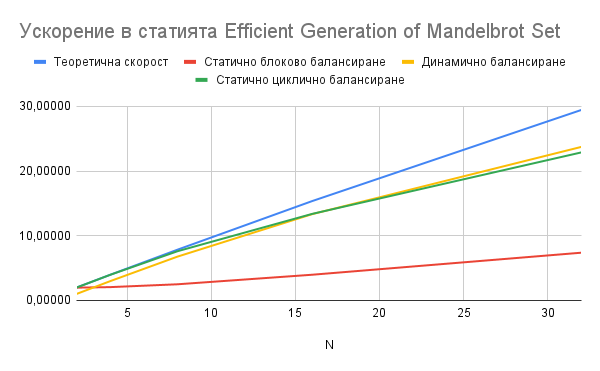 Ускорение в статията Efficient Generation of Mandelbrot Set
Теоретична скорост Статично блоково балансиране Динамично балансиране
Статично циклично балансиране
30,00000
20,00000
10,00000
0,00000
5 10 15 20 25 30
N